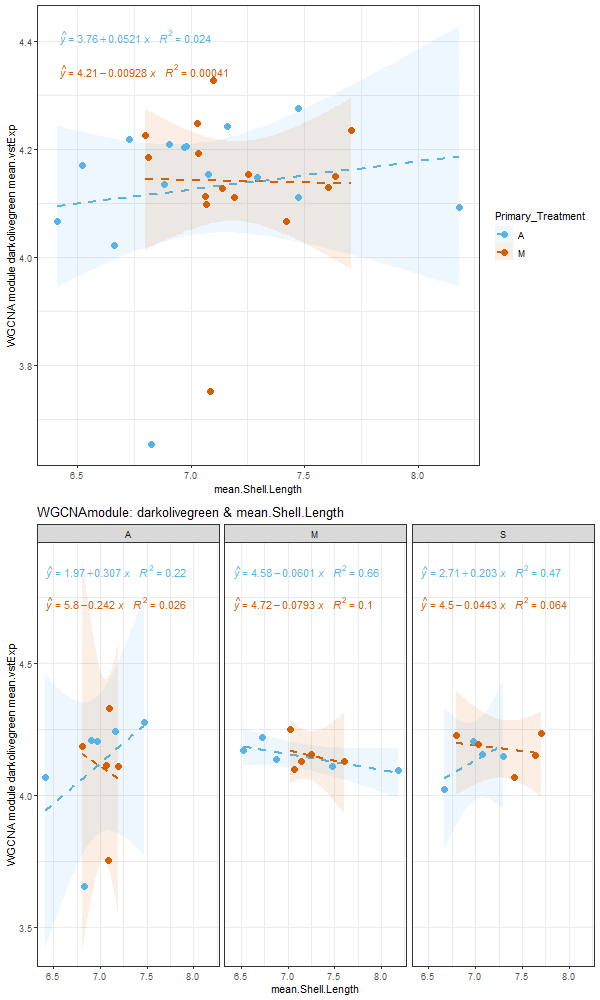 ŷ = 3.76 + 0.0521 x R² = 0.024
ŷ = 4.21 − 0.00928 x R² = 0.00041
4.4
4.2
4.0
3.8
WGCNA module darkolivegreen mean.vstExp
6.5 7.0 7.5 8.0
mean.Shell.Length
Primary_Treatment
A
M
WGCNAmodule: darkolivegreen & mean.Shell.Length
A M S
ŷ = 1.97 + 0.307 x R² = 0.22
ŷ = 5.8 − 0.242 x R² = 0.026
ŷ = 4.58 − 0.0601 x R² = 0.66
ŷ = 4.72 − 0.0793 x R² = 0.1
ŷ = 2.71 + 0.203 x R² = 0.47
ŷ = 4.5 − 0.0443 x R² = 0.064
4.5
4.0
3.5
WGCNA module darkolivegreen mean.vstExp
6.5 7.0 7.5 8.0 6.5 7.0 7.5 8.0 6.5 7.0 7.5 8.0
mean.Shell.Length